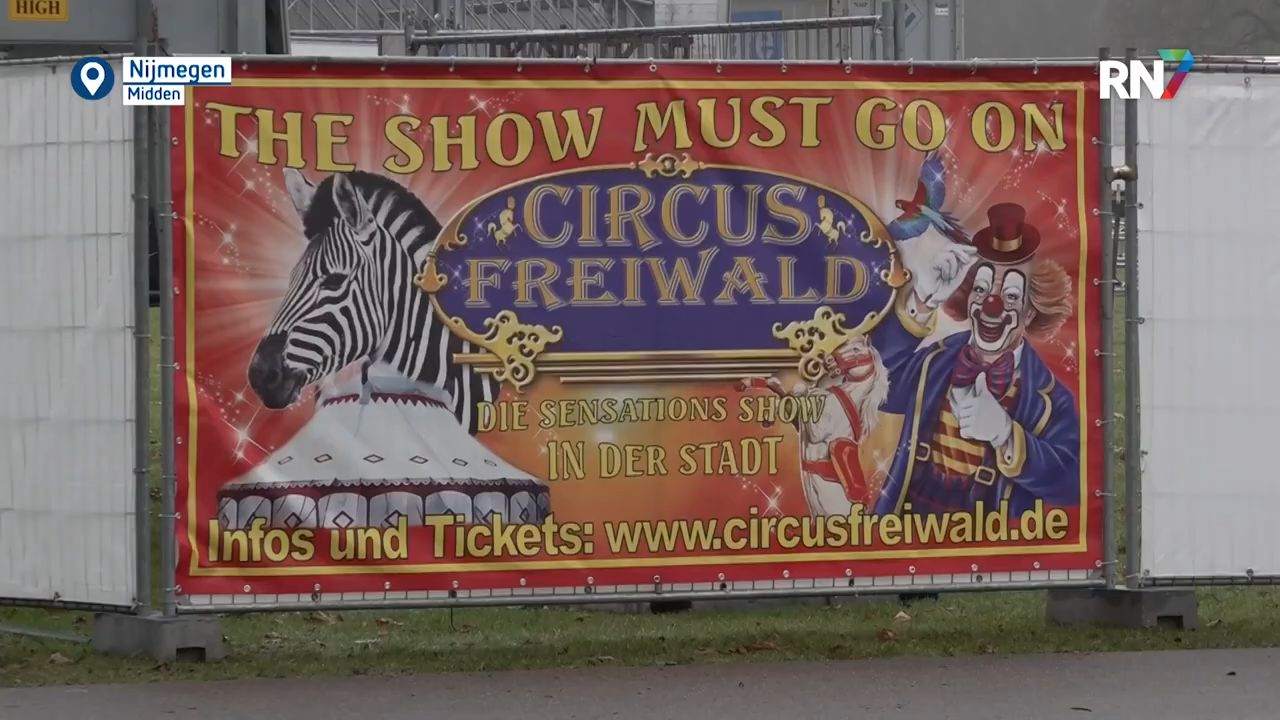 HIGH
Nijmegen
Midden
RN7
THE SHOW MUST GO ON
CIRCUS
FREIWALD
DIE SENSATIONS SHOW
IN DER STADT
Infos und Tickets: www.circusfreiwald.de